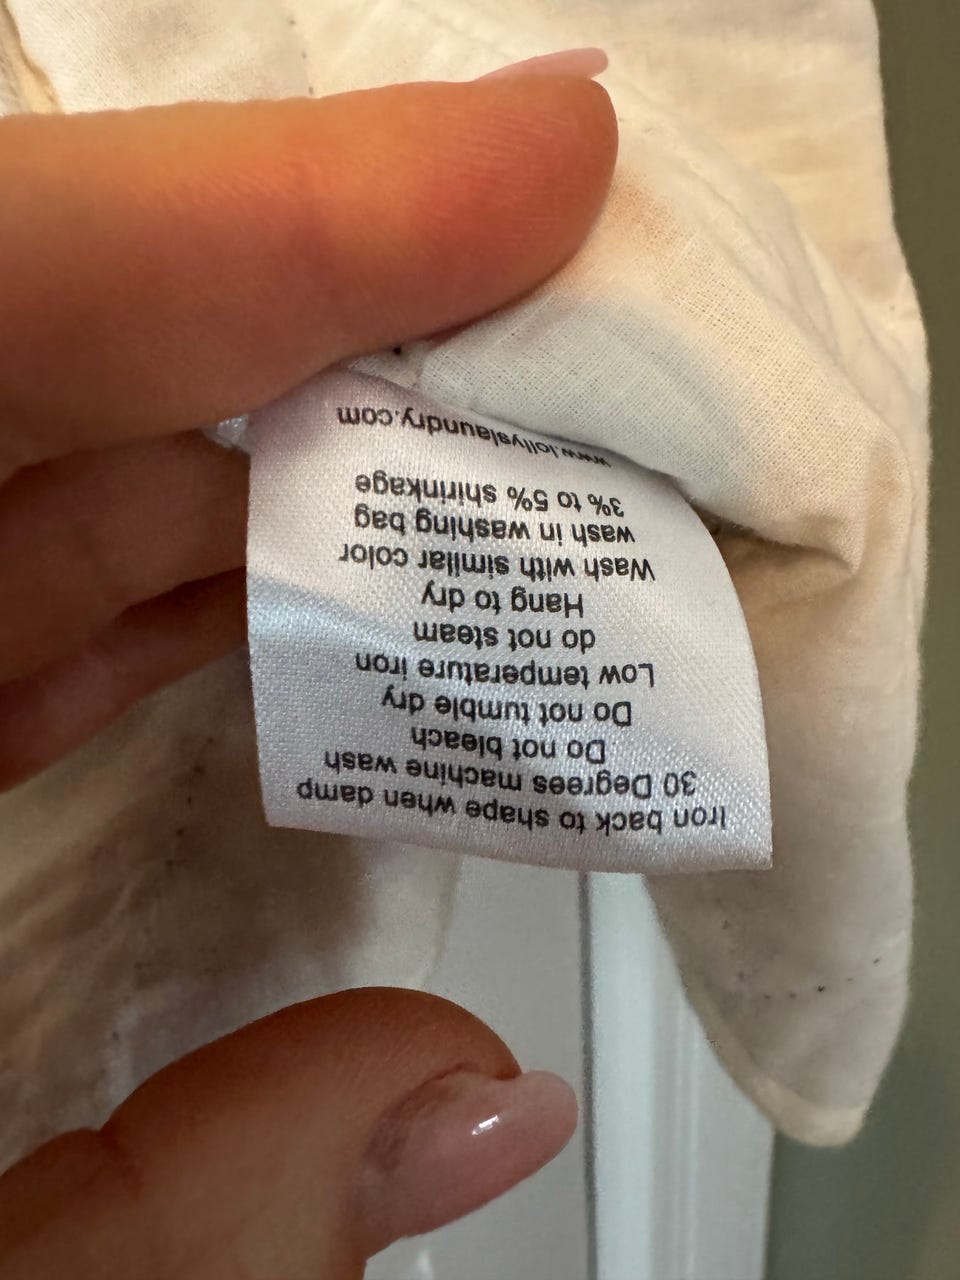 Iron back to shape when damp
30 Degrees machine wash
Do not bleach
Do not tumble dry
Low temperature iron
do not steam
Hang to dry
Wash with similar color
wash in washing bag
3% to 5% shrinkage
www.lollyslaundry.com